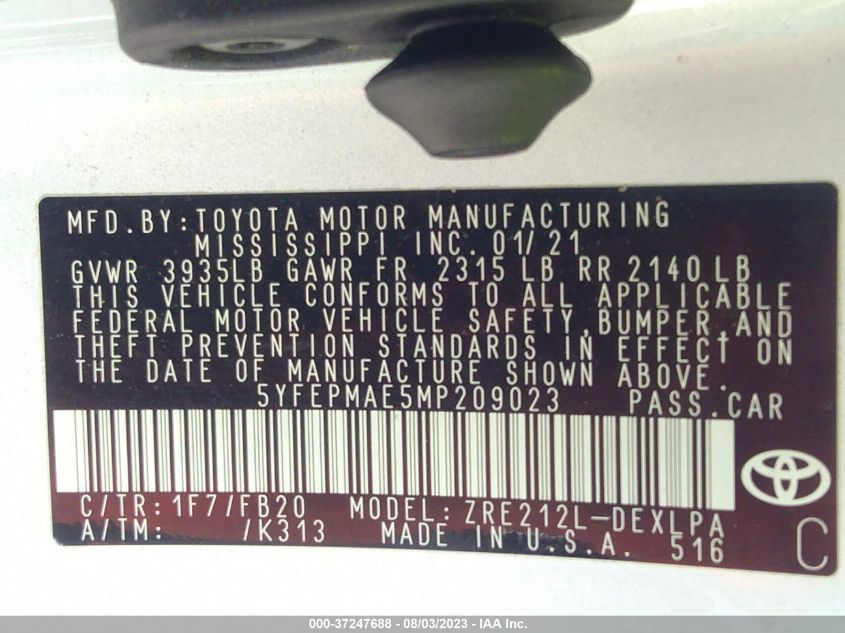 MFD.BY:TOYOTA MOTOR MANUFACTURING
MISSISSIPPI INC. 01/21
GVWR 3935LB GAWR FR 2315 LB RR 2140 LB
THIS VEHICLE CONFORMS TO ALL APPLICABLE
FEDERAL MOTOR VEHICLE SAFETY,BUMPER,AND
THEFT PREVENTION STANDARDS IN EFFECT ON
THE DATE OF MANUFACTURE SHOWN ABOVE.
5YFEPMAE5MP209023 PASS.CAR
C/TR:1F7/FB20 MODEL:ZRE212L-DEXLPA
A/TM: /K313 MADE IN U.S.A. 516
C
000-37247688 - 08/03/2023 - IAA Inc.